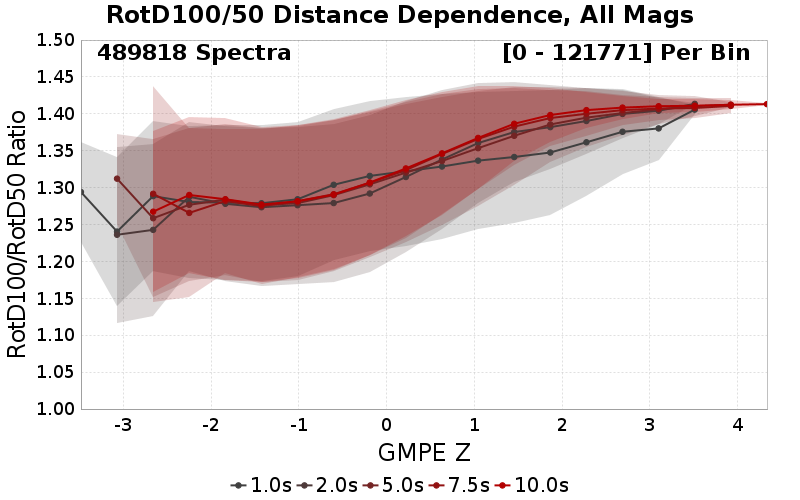 RotD100/50 Distance Dependence, All Mags
489818 Spectra
[0 - 121771] Per Bin
RotD100/RotD50 Ratio
1.50
1.45
1.40
1.35
1.30
1.25
1.20
1.15
1.10
1.05
1.00
-3 -2 -1 0 1 2 3 4
GMPE Z
1.0s 2.0s 5.0s 7.5s 10.0s